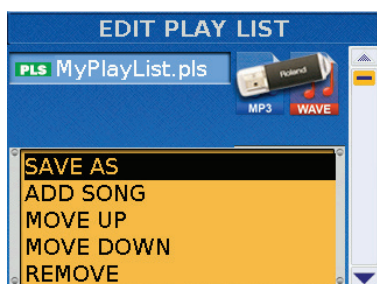 EDIT PLAY LIST
PLS MyPlayList.pls
Roland
MP3 WAVE
SAVE AS
ADD SONG
MOVE UP
MOVE DOWN
REMOVE